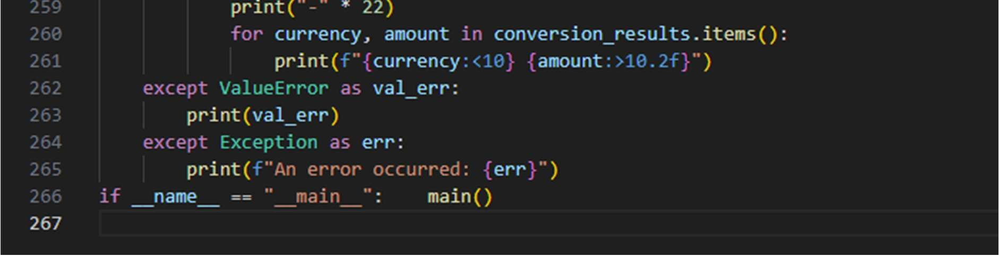 259 print("-" * 22)
260 for currency, amount in conversion_results.items():
261 print(f"{currency:<10} {amount:>10.2f}")
262 except ValueError as val_err:
263 print(val_err)
264 except Exception as err:
265 print(f"An error occurred: {err}")
266 if __name__ == "__main__":    main()
267